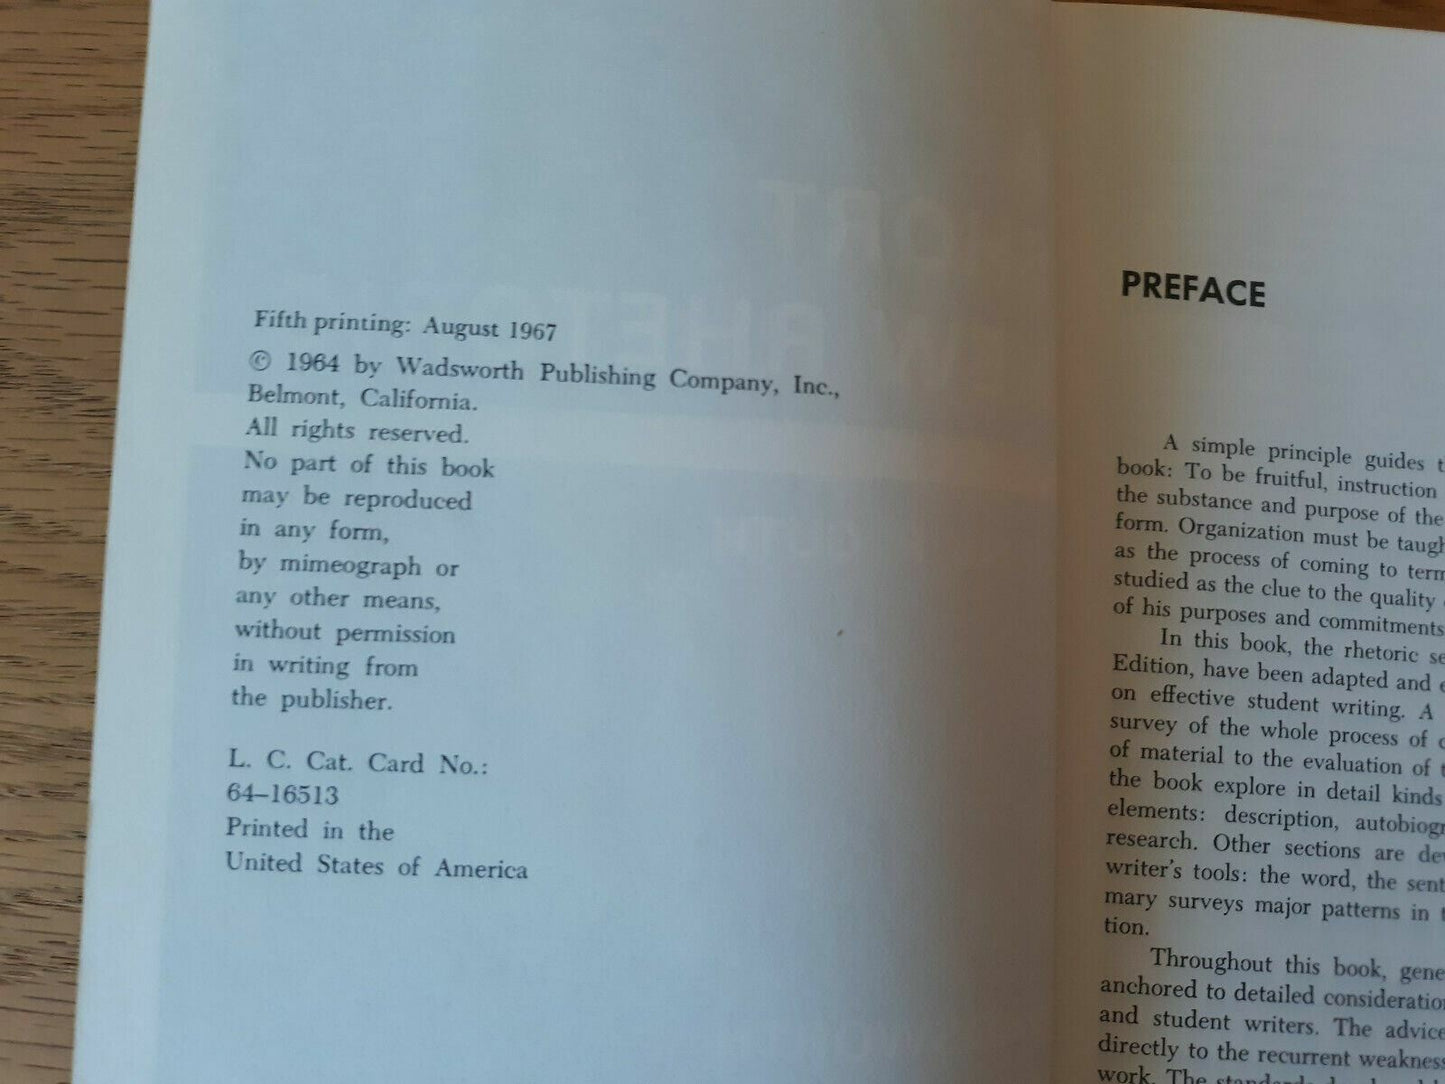 Fifth printing: August 1967
© 1964 by Wadsworth Publishing Company, Inc.,
Belmont, California.
All rights reserved.
No part of this book
may be reproduced
in any form,
by mimeograph or
any other means,
without permission
in writing from
the publisher.
L. C. Cat. Card No.:
64–16513
Printed in the
United States of America
PREFACE
A simple principle guides
book: To be fruitful, instruction
the substance and purpose of the
form. Organization must be taugh
as the process of coming to term
studied as the clue to the quality
of his purposes and commitments
In this book, the rhetoric se
Edition, have been adapted and
on effective student writing. A
survey of the whole process of
of material to the evaluation of
the book explore in detail kinds
elements: description, autobiogr
research. Other sections are dev
writer's tools: the word, the sent
mary surveys major patterns in
tion.
Throughout this book, gene
anchored to detailed consideration
and student writers. The advice
directly to the recurrent weakness
work. The